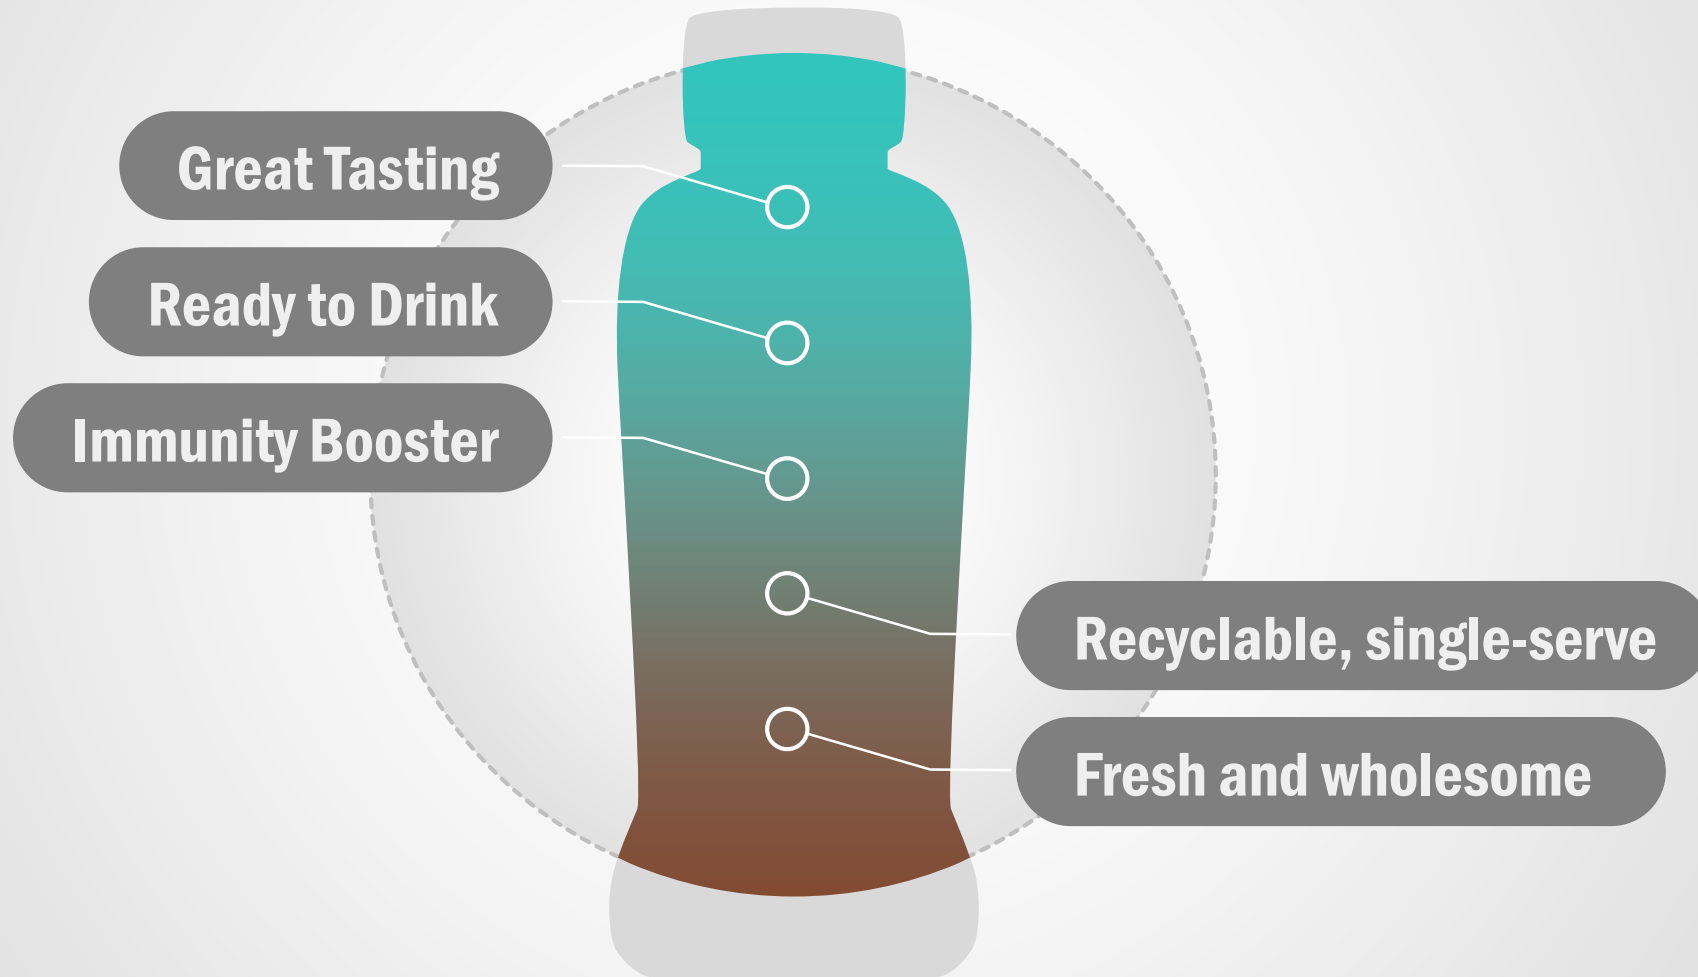 Great Tasting
Ready to Drink
Immunity Booster
Recyclable, single-serve
Fresh and wholesome